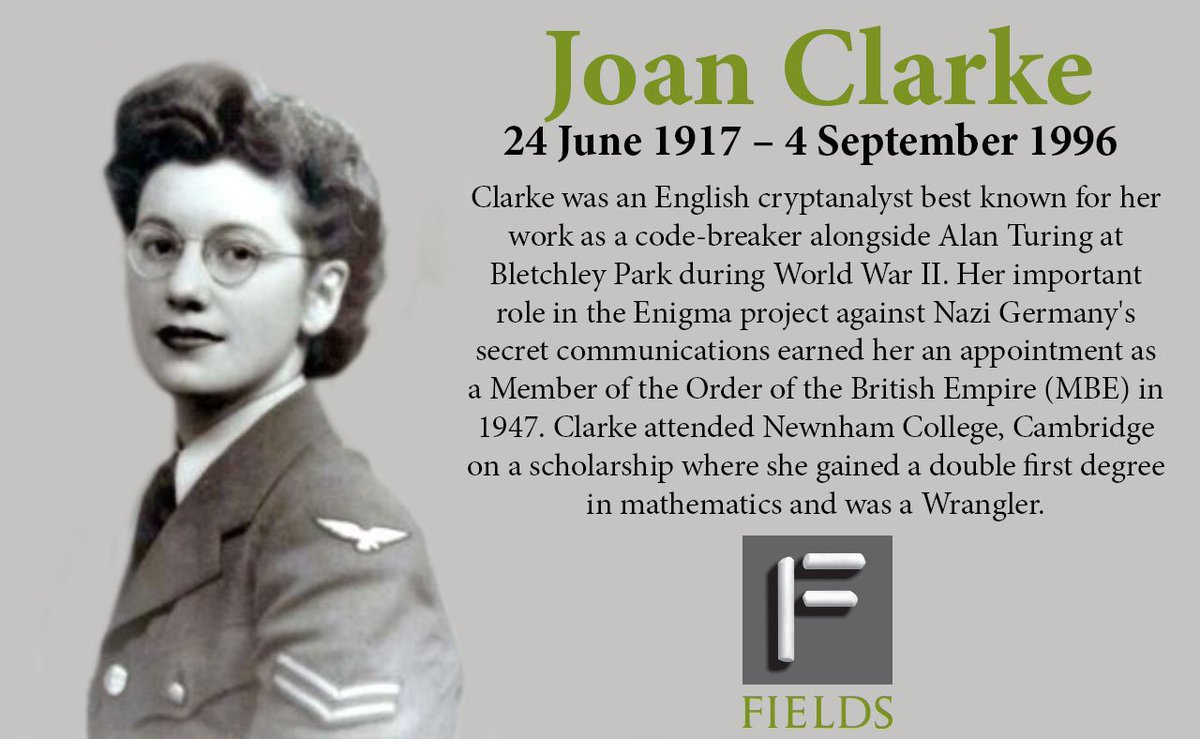 Joan Clarke
24 June 1917 – 4 September 1996
Clarke was an English cryptanalyst best known for her
work as a code-breaker alongside Alan Turing at
Bletchley Park during World War II. Her important
role in the Enigma project against Nazi Germany's
secret communications earned her an appointment as
a Member of the Order of the British Empire (MBE) in
1947. Clarke attended Newnham College, Cambridge
on a scholarship where she gained a double first degree
in mathematics and was a Wrangler.
F
FIELDS